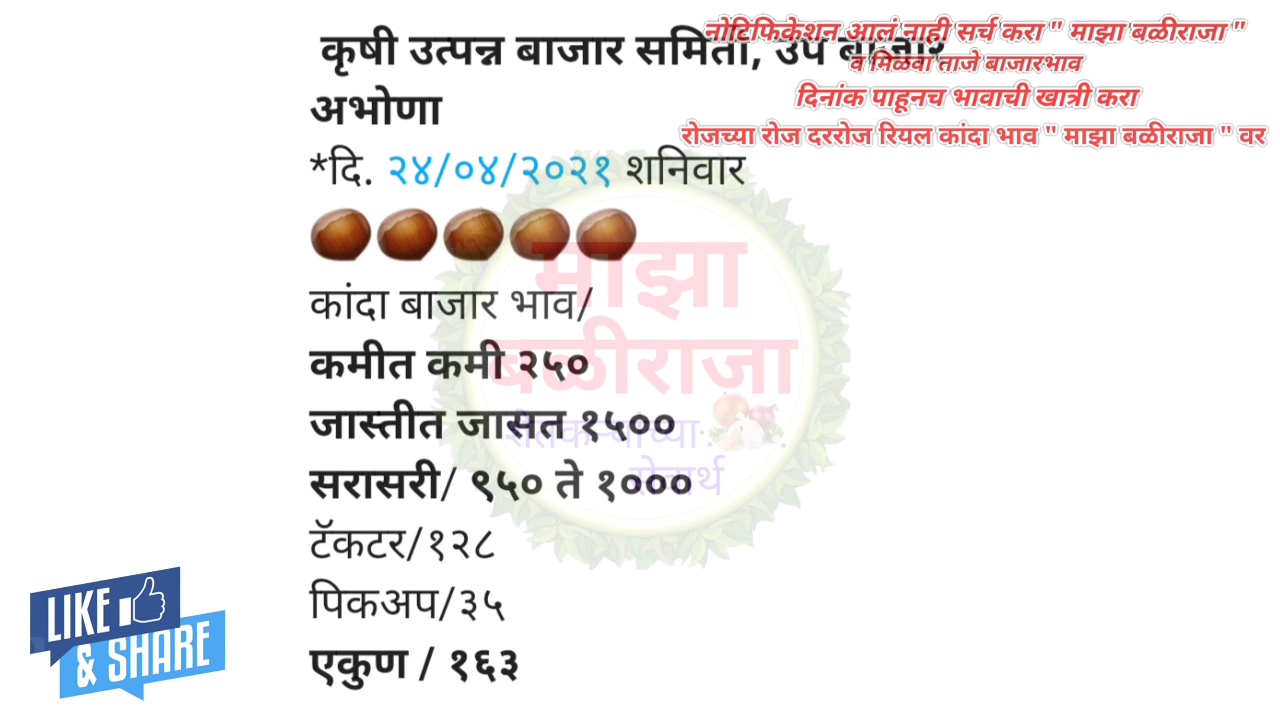 कृषी उत्पन्न बाजार समिती, उप बाजार
अभोणा
*दि. २४/०४/२०२१ शनिवार
कांदा बाजार भाव/
कमीत कमी २५०
जास्तीत जासत १५००
सरासरी/ ९५० ते १०००
टॅकटर/१२८
पिकअप/३५
एकुण / १६३
नोटिफिकेशन आलं नाही सर्च करा " माझा बळीराजा "
व मिळवा ताजे बाजारभाव
दिनांक पाहूनच भावाची खात्री करा
रोजच्या रोज दररोज रियल कांदा भाव " माझा बळीराजा " वर
माझा
बळीराजा
शेतकऱ्यांच्या
सेवार्थ
LIKE
& SHARE